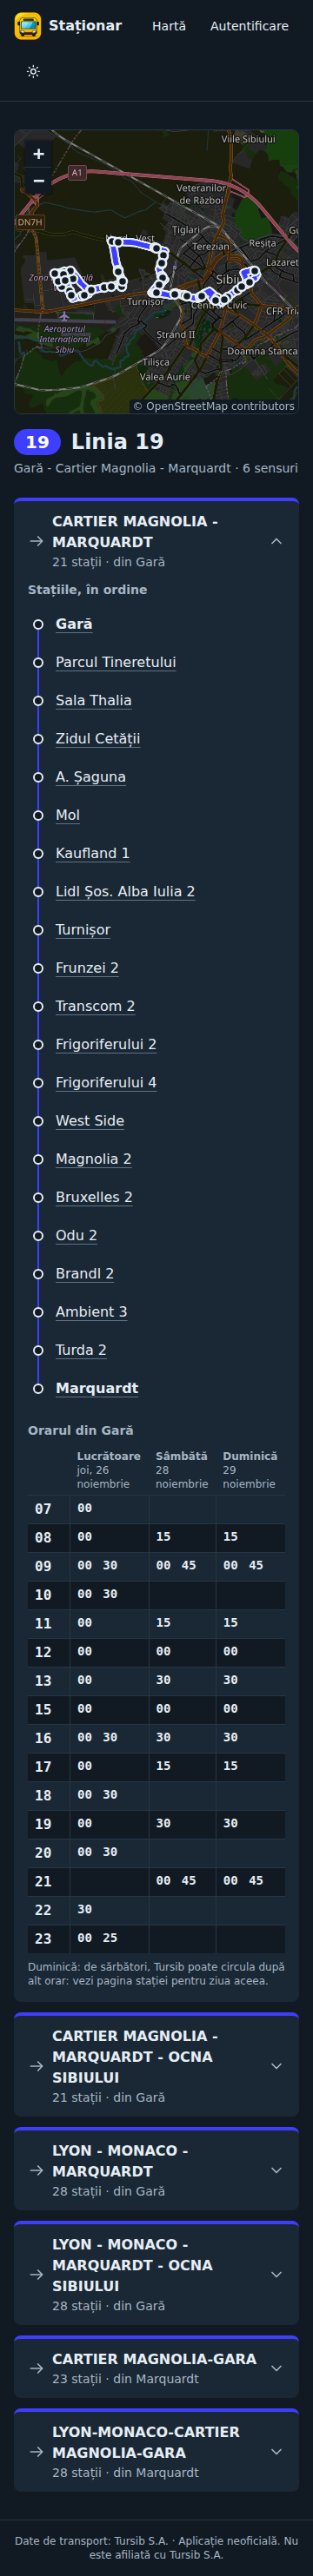 Staționar Hartă Autentificare
Viile Sibiului
+
A1
Veteranilor
de Război
−
DN7H
Țiglari
Terezian
Reșița
Lazaret
Turnișor
Aeroportul
Internațional
Sibiu
Ștrand II
Doamna Stanca
Tilișca
Valea Aurie
© OpenStreetMap contributors
19 Linia 19
Gară - Cartier Magnolia - Marquardt · 6 sensuri
CARTIER MAGNOLIA -
MARQUARDT
21 stații · din Gară
Stațiile, în ordine
Gară
Parcul Tineretului
Sala Thalia
Zidul Cetății
A. Șaguna
Mol
Kaufland 1
Lidl Șos. Alba Iulia 2
Turnișor
Frunzei 2
Transcom 2
Frigoriferului 2
Frigoriferului 4
West Side
Magnolia 2
Bruxelles 2
Odu 2
Brandl 2
Ambient 3
Turda 2
Marquardt
Orarul din Gară
Lucrătoare Sâmbătă Duminică
joi, 26 28 29
noiembrie noiembrie noiembrie
07 00
08 00 15 15
09 00 30 00 45 00 45
10 00 30
11 00 15 15
12 00 00 00
13 00 30 30
15 00 00 00
16 00 30 30 30
17 00 15 15
18 00 30
19 00 30 30
20 00 30
21 00 45 00 45
22 30
23 00 25
Duminică: de sărbători, Tursib poate circula după
alt orar: vezi pagina stației pentru ziua aceea.
CARTIER MAGNOLIA -
MARQUARDT - OCNA
SIBIULUI
21 stații · din Gară
LYON - MONACO -
MARQUARDT
28 stații · din Gară
LYON - MONACO -
MARQUARDT - OCNA
SIBIULUI
28 stații · din Gară
CARTIER MAGNOLIA-GARA
23 stații · din Marquardt
LYON-MONACO-CARTIER
MAGNOLIA-GARA
28 stații · din Marquardt
Date de transport: Tursib S.A. · Aplicație neoficială. Nu
este afiliată cu Tursib S.A.